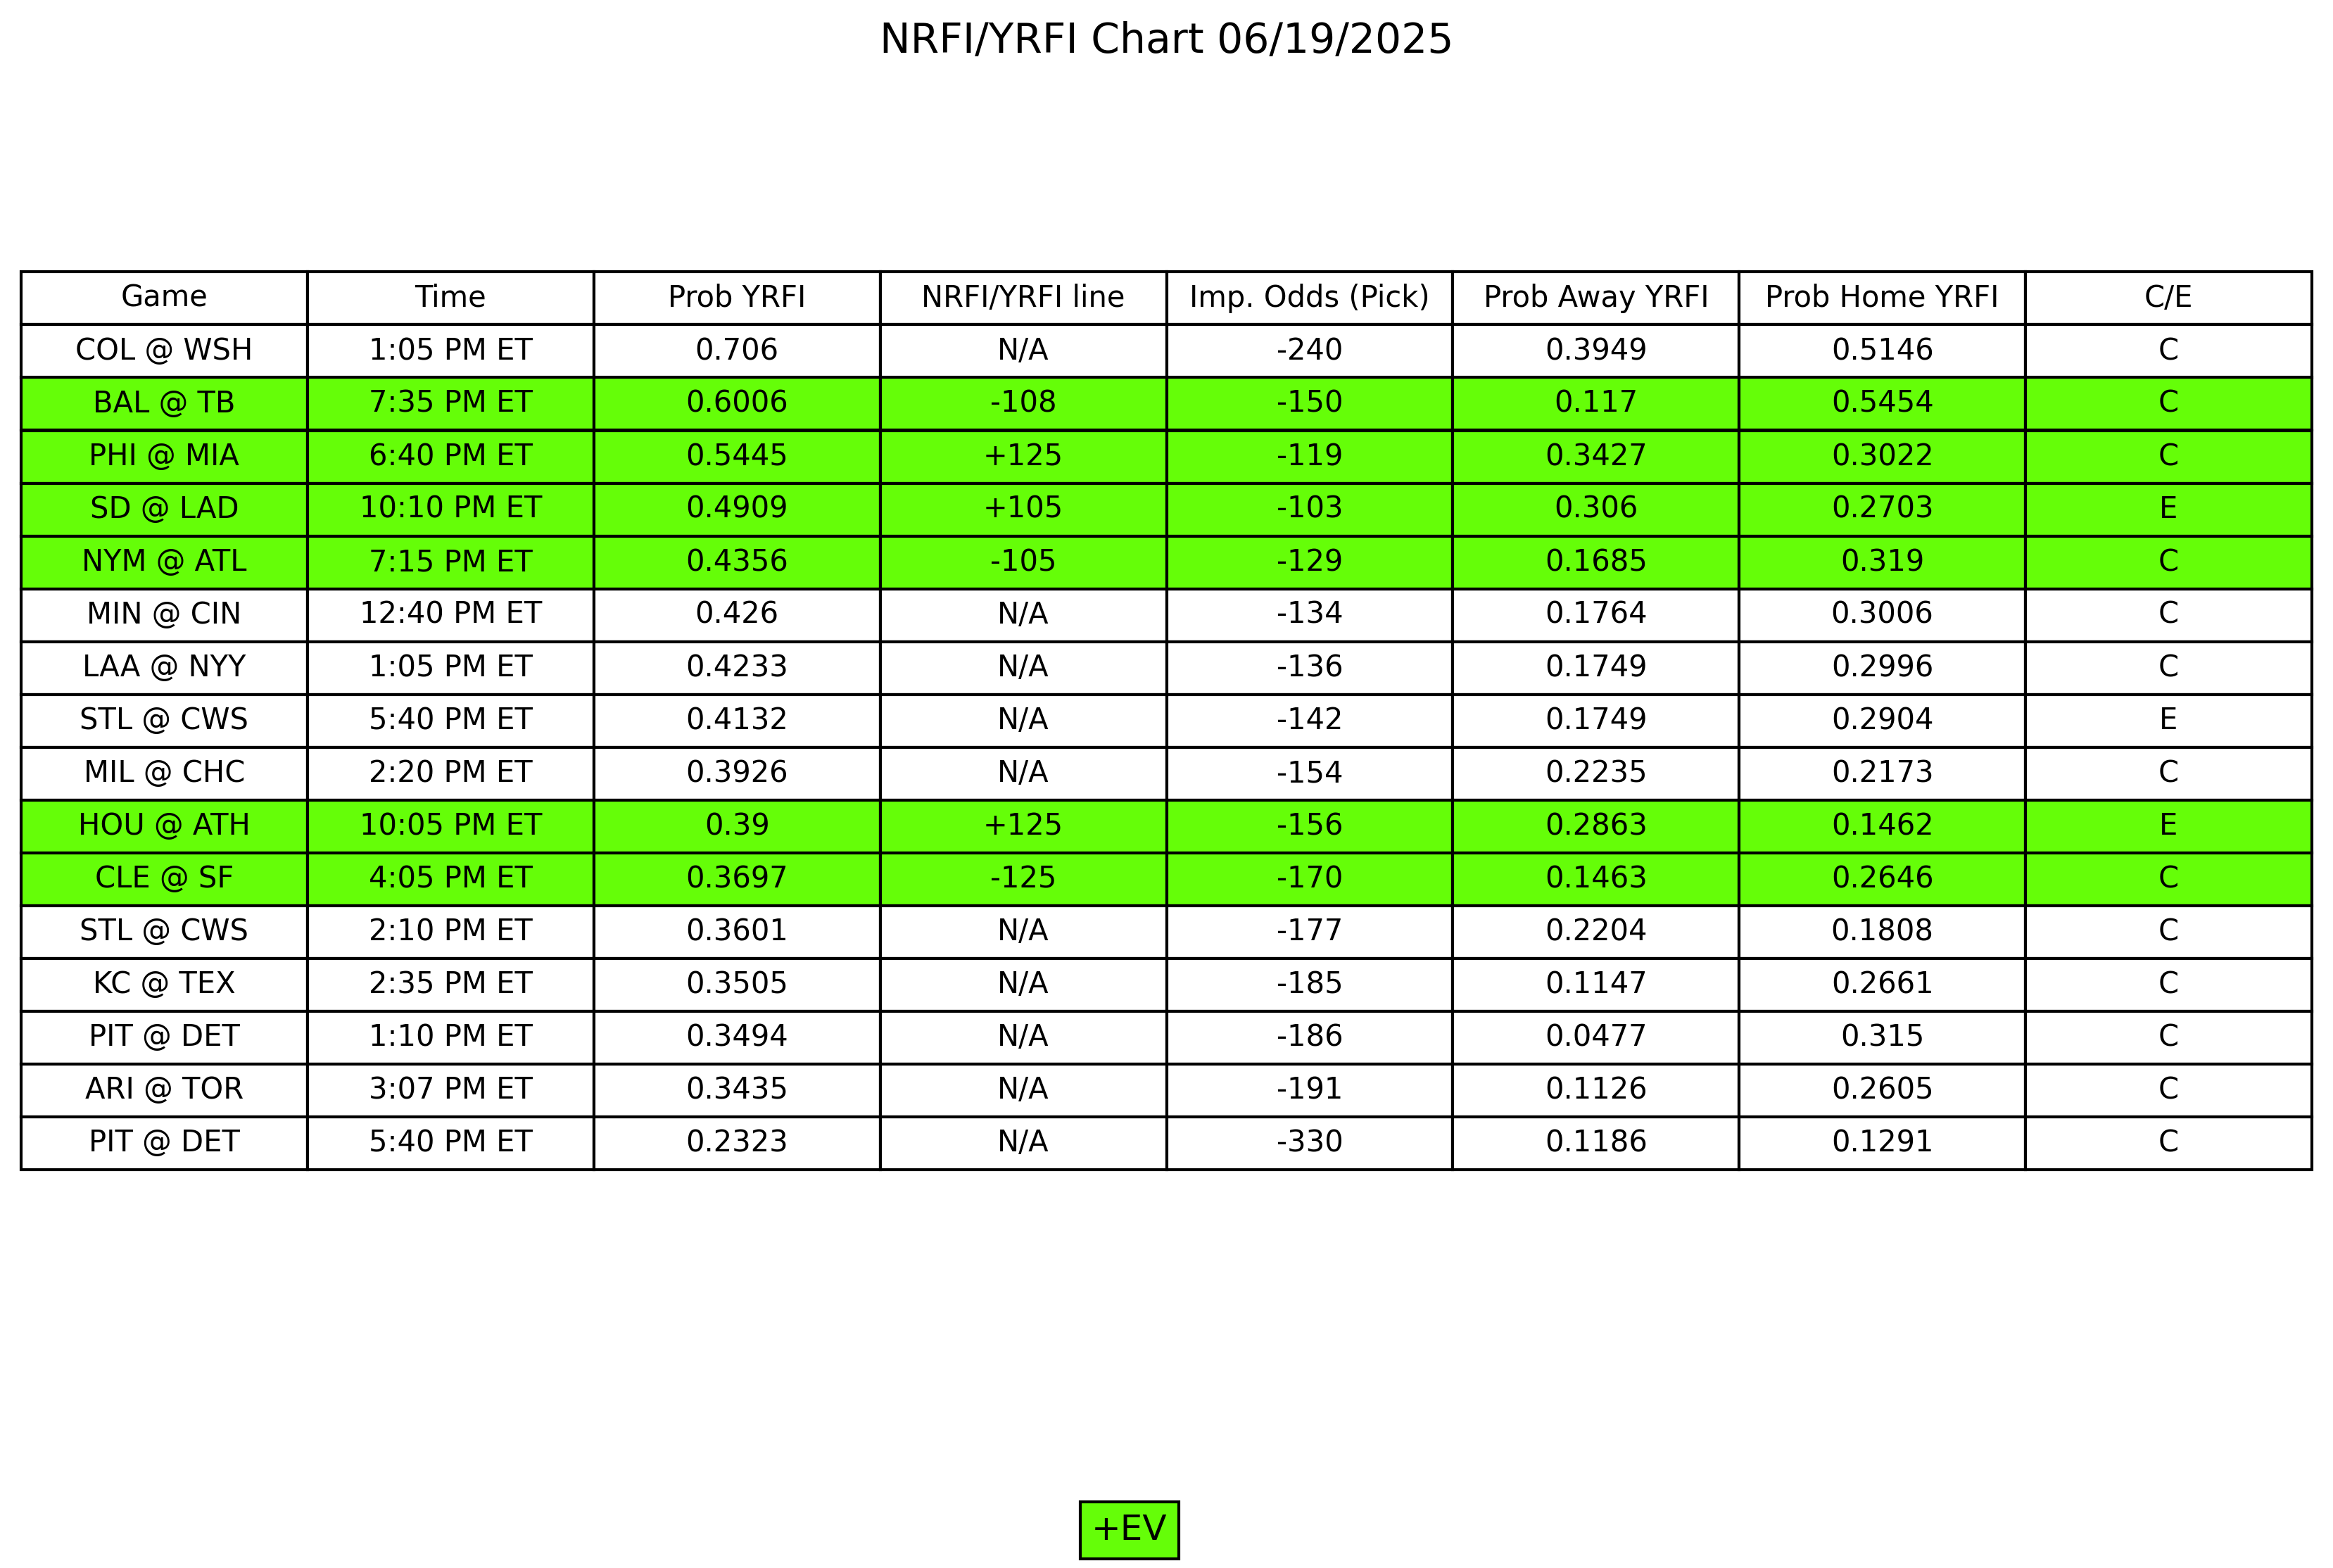 NRFI/YRFI Chart 06/19/2025
Game Time Prob YRFI NRFI/YRFI line Imp. Odds (Pick) Prob Away YRFI Prob Home YRFI C/E
COL @ WSH 1:05 PM ET 0.706 N/A -240 0.3949 0.5146 C
BAL @ TB 7:35 PM ET 0.6006 -108 -150 0.117 0.5454 C
PHI @ MIA 6:40 PM ET 0.5445 +125 -119 0.3427 0.3022 C
SD @ LAD 10:10 PM ET 0.4909 +105 -103 0.306 0.2703 E
NYM @ ATL 7:15 PM ET 0.4356 -105 -129 0.1685 0.319 C
MIN @ CIN 12:40 PM ET 0.426 N/A -134 0.1764 0.3006 C
LAA @ NYY 1:05 PM ET 0.4233 N/A -136 0.1749 0.2996 C
STL @ CWS 5:40 PM ET 0.4132 N/A -142 0.1749 0.2904 E
MIL @ CHC 2:20 PM ET 0.3926 N/A -154 0.2235 0.2173 C
HOU @ ATH 10:05 PM ET 0.39 +125 -156 0.2863 0.1462 E
CLE @ SF 4:05 PM ET 0.3697 -125 -170 0.1463 0.2646 C
STL @ CWS 2:10 PM ET 0.3601 N/A -177 0.2204 0.1808 C
KC @ TEX 2:35 PM ET 0.3505 N/A -185 0.1147 0.2661 C
PIT @ DET 1:10 PM ET 0.3494 N/A -186 0.0477 0.315 C
ARI @ TOR 3:07 PM ET 0.3435 N/A -191 0.1126 0.2605 C
PIT @ DET 5:40 PM ET 0.2323 N/A -330 0.1186 0.1291 C
+EV